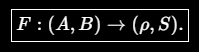 F : (A, B) → (ρ, S).